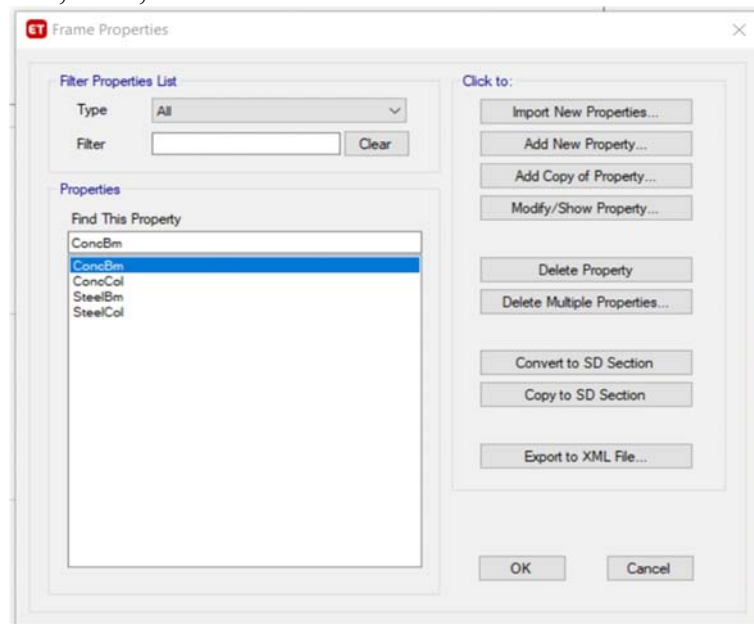 ET Frame Properties
Filter Properties List
Type All
Filter Clear
Properties
Find This Property
ConcBm
ConcBm
ConcCol
SteelBm
SteelCol
Click to:
Import New Properties...
Add New Property...
Add Copy of Property...
Modify/Show Property...
Delete Property
Delete Multiple Properties...
Convert to SD Section
Copy to SD Section
Export to XML File...
OK Cancel